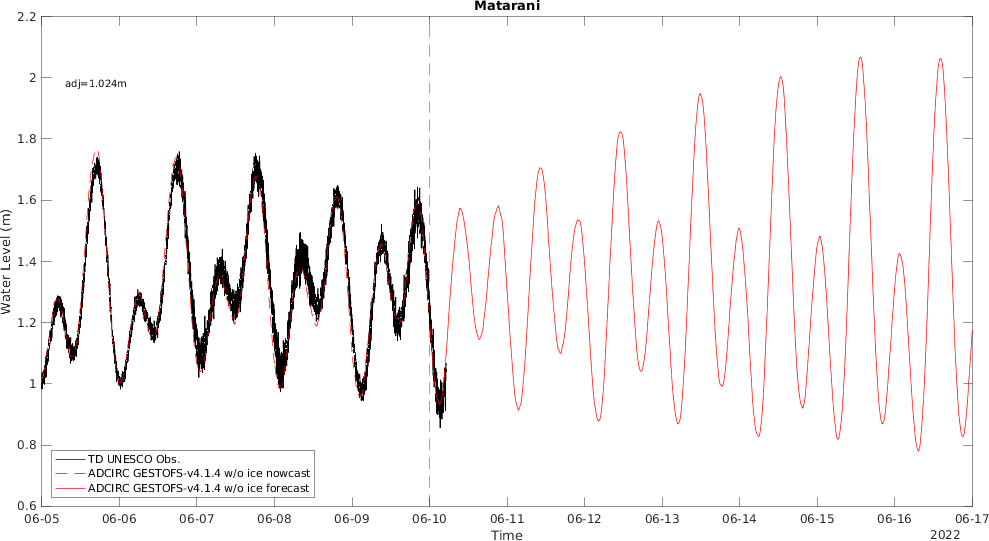 Matarani
2.2
2
1.8
1.6
1.4
1.2
1
0.8
0.6
Water Level (m)
adj=1.024m
TD UNESCO Obs.
ADCIRC GESTOFS-v4.1.4 w/o ice nowcast
ADCIRC GESTOFS-v4.1.4 w/o ice forecast
06-05 06-06 06-07 06-08 06-09 06-10 06-11 06-12 06-13 06-14 06-15 06-16 06-17
Time
2022